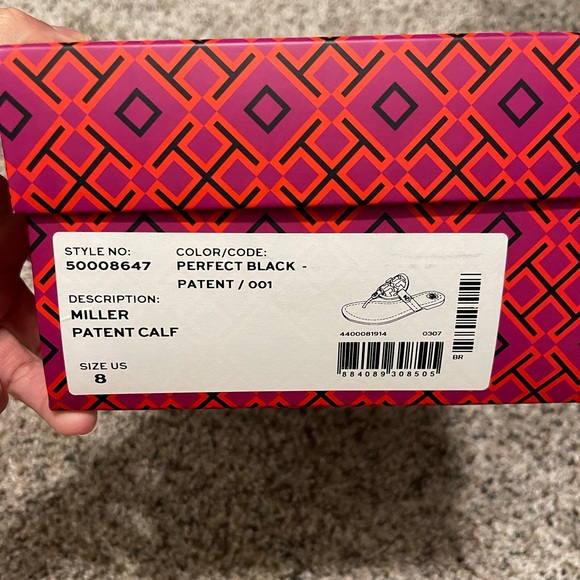 STYLE NO:
50008647
COLOR/CODE:
PERFECT BLACK -
PATENT / 001
DESCRIPTION:
MILLER
PATENT CALF
SIZE US
8
4400081914 0307
884089308505
BR